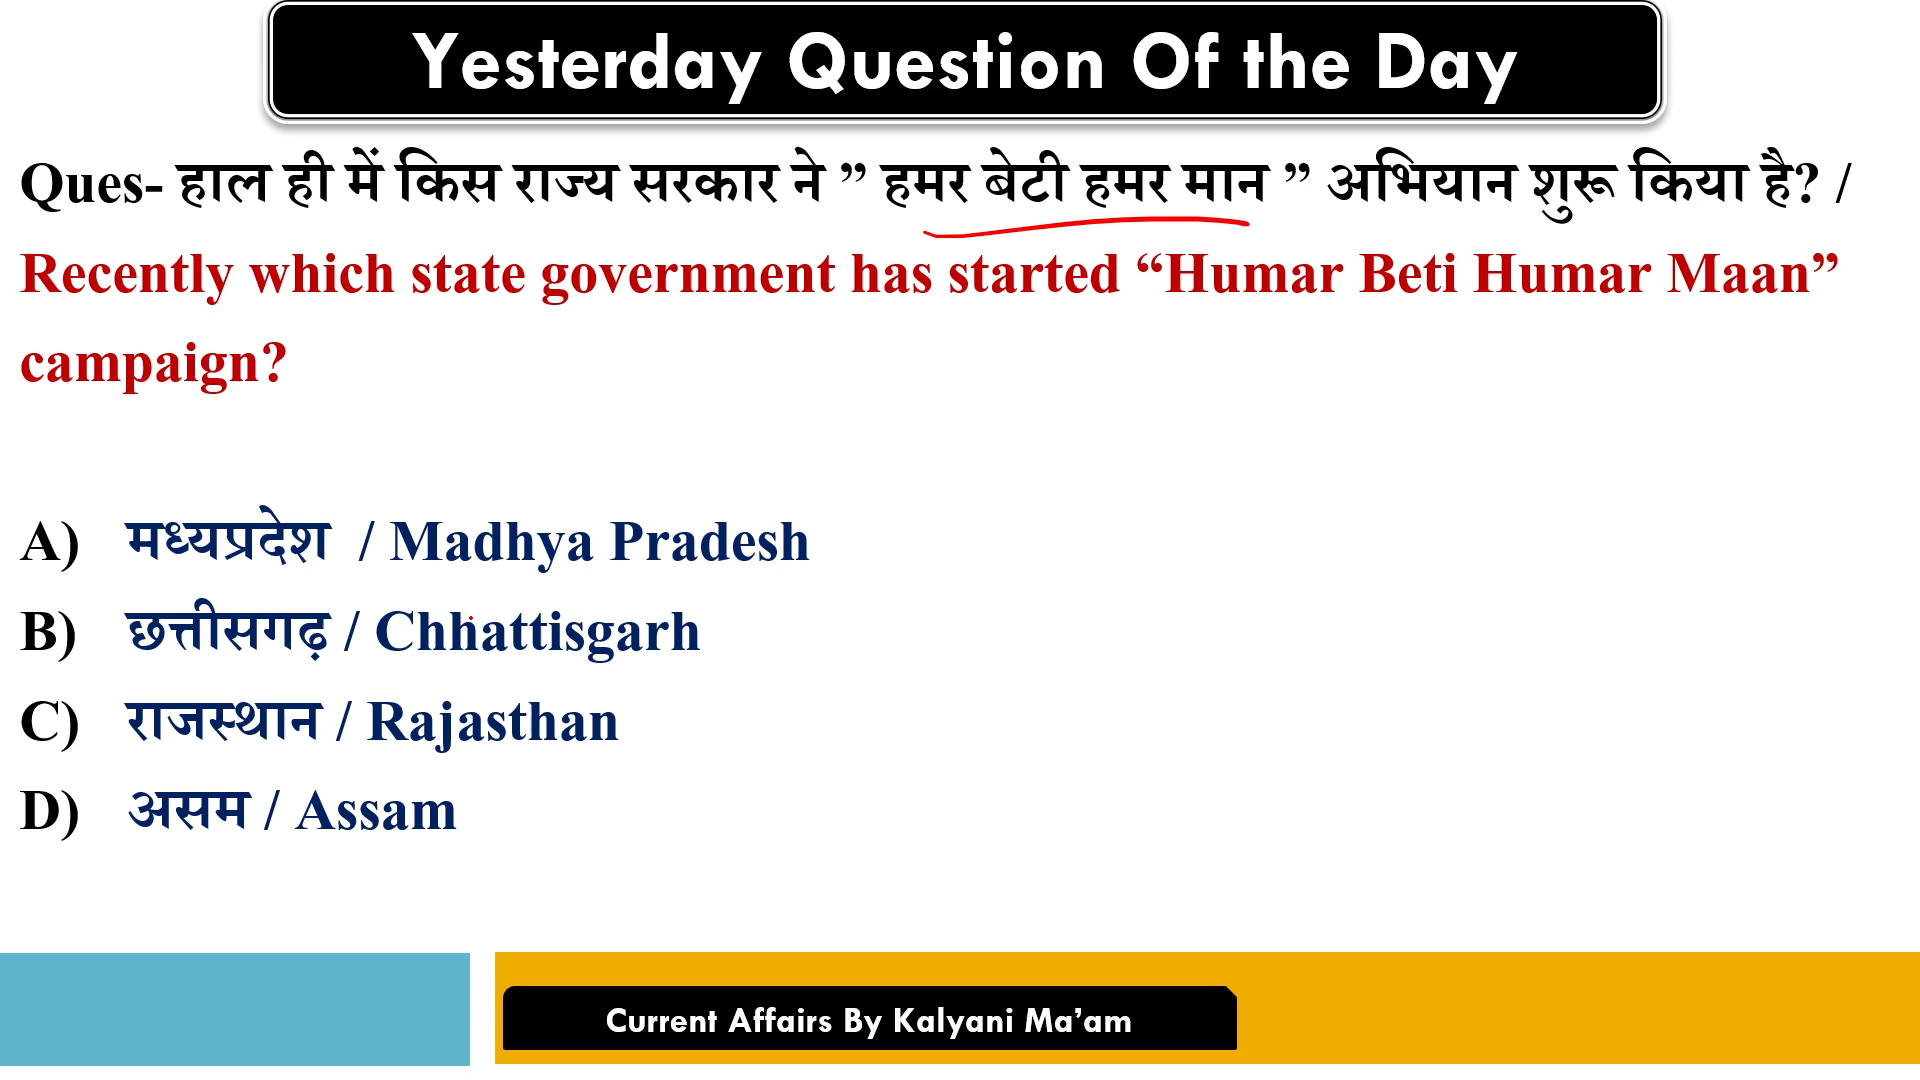 Yesterday Question Of the Day
Ques- हाल ही में किस राज्य सरकार ने ” हमर बेटी हमर मान ” अभियान शुरू किया है? /
Recently which state government has started “Humar Beti Humar Maan”
campaign?
A) मध्यप्रदेश / Madhya Pradesh
B) छत्तीसगढ़ / Chhattisgarh
C) राजस्थान / Rajasthan
D) असम / Assam
Current Affairs By Kalyani Ma’am